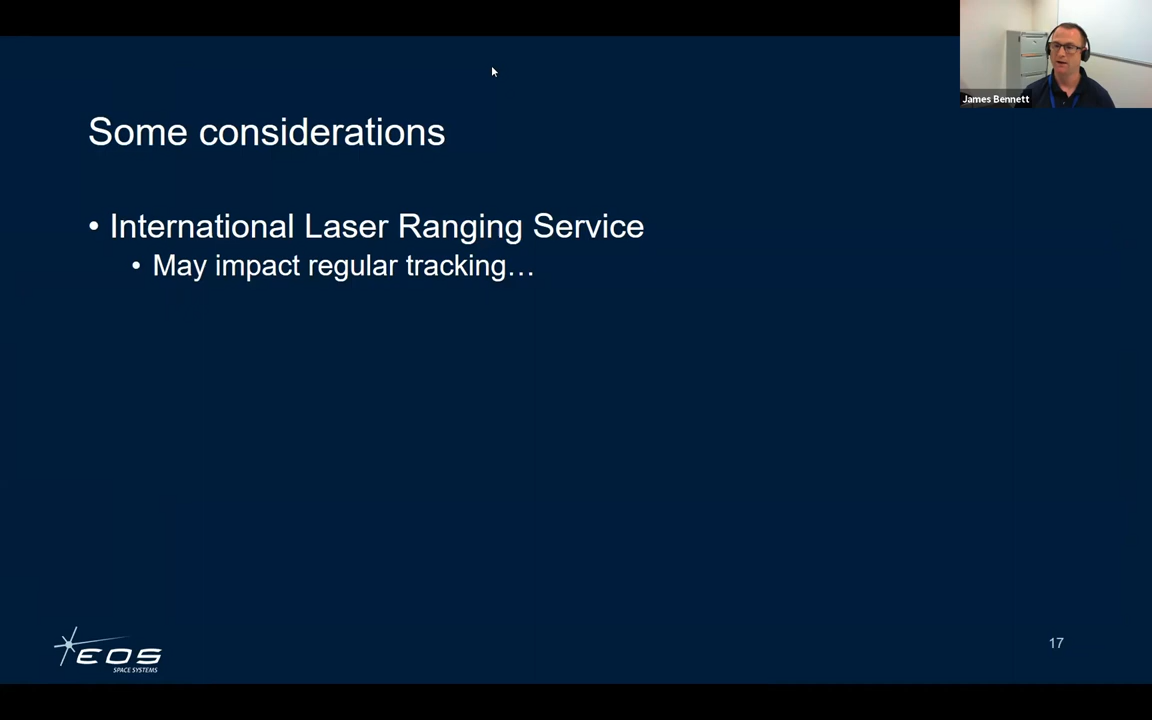 James Bennett
Some considerations
• International Laser Ranging Service
• May impact regular tracking…
EOS
SPACE SYSTEMS
17